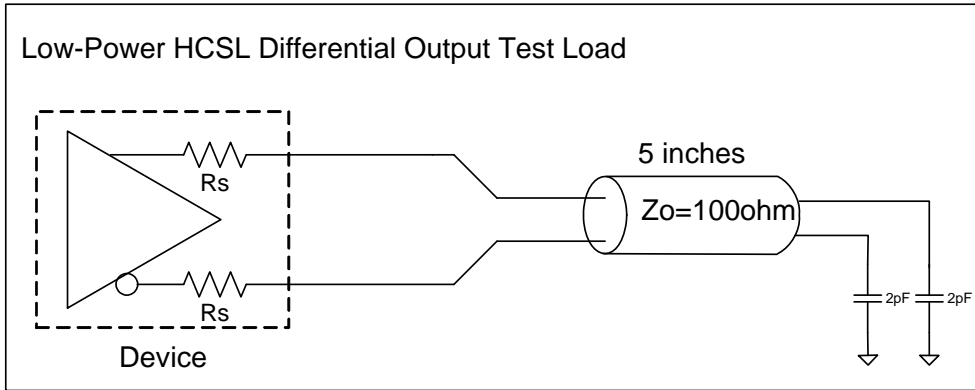 Low-Power HCSL Differential Output Test Load
Rs
5 inches
Zo=100ohm
Rs
2pF
2pF
Device